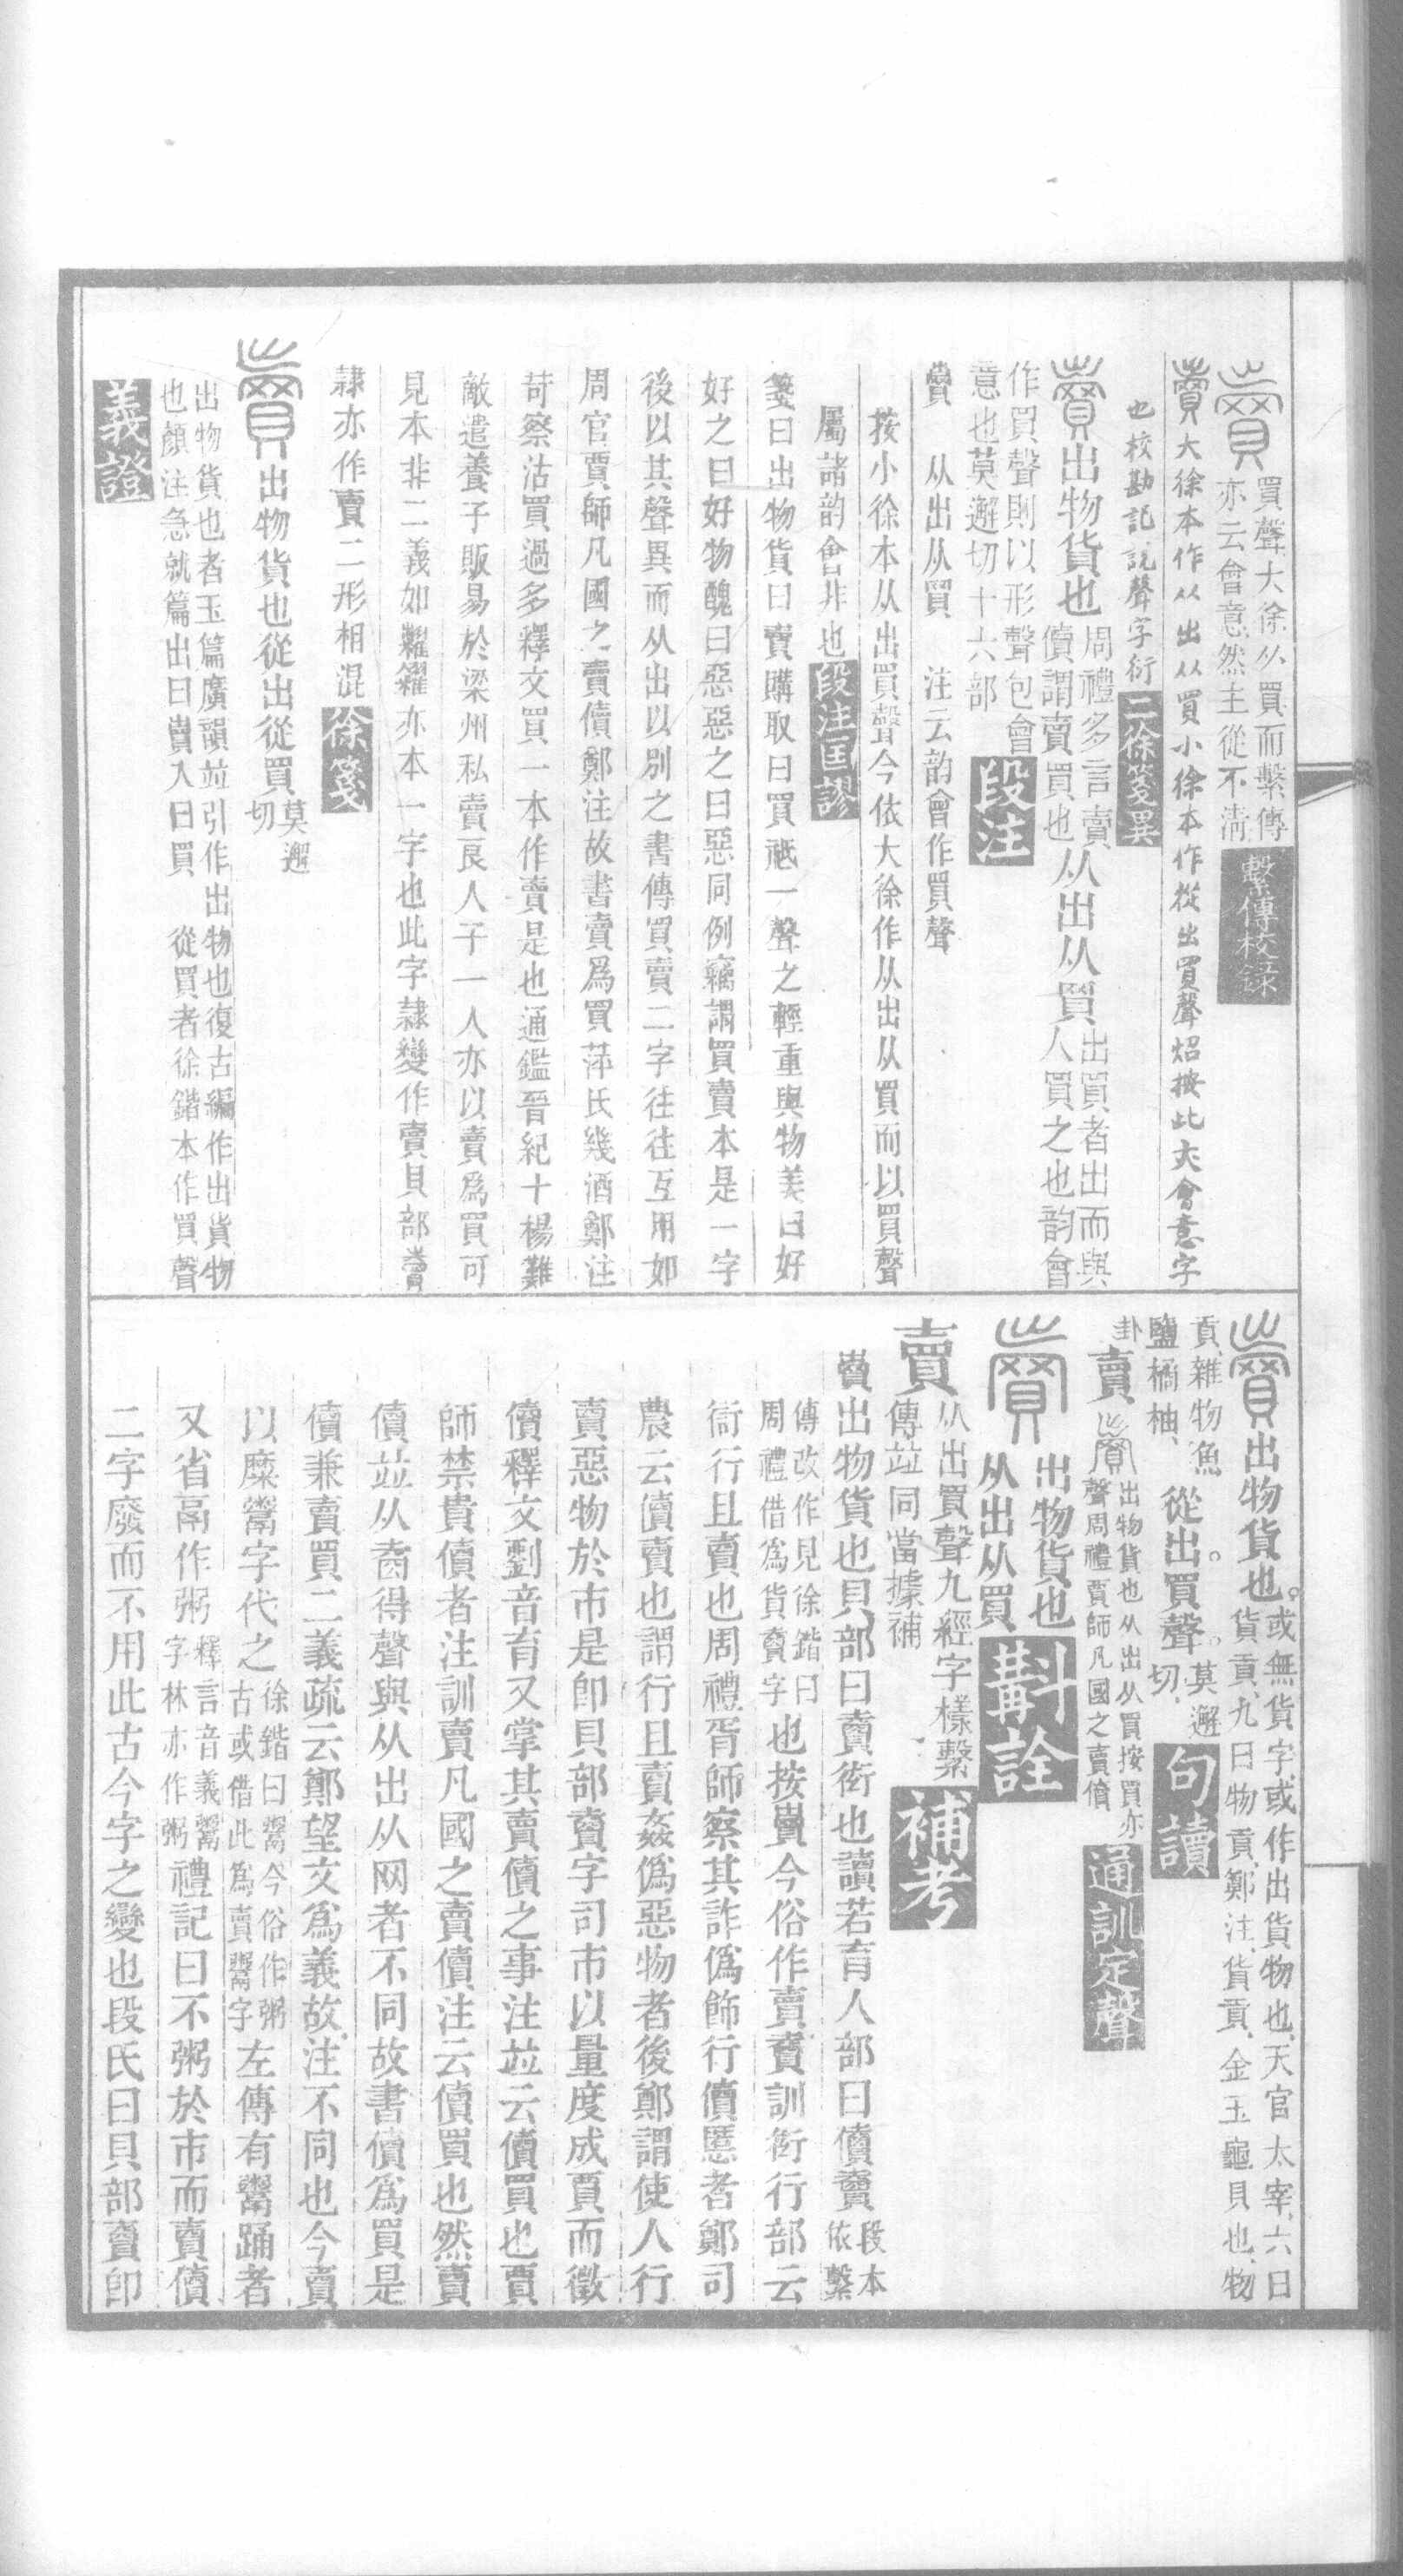 買聲大徐从買而繫傳
亦云會意然主從不淸
繫傳校錄
賣大徐本作从出从買小徐本作從出買聲炤按此夾會意字
也校勘記說聲字衍
二徐箋異
出物貨也
周禮多言賣
儥謂賣買也
从出从買
出買者出而與
人買之也韵會
作買聲則以形聲包會
意也莫邂切十六部
段注
賣　从出从買　注云韵會作買聲
按小徐本从出買聲今依大徐作从出从買而以買聲
屬諸韵會非也
段注匡謬
箋曰出物貨曰賣購取曰買祗一聲之輕重與物美曰好
好之曰好物醜曰惡惡之曰惡同例竊謂買賣本是一字
後以其聲異而从出以別之書傳買賣二字往往互用如
周官賈師凡國之賣儥鄭注故書賣爲買萍氏幾酒鄭注
苛察沽買過多釋文買一本作賣是也通鑑晉紀十楊難
敵遣養子販易於梁州私賣良人子一人亦以賣爲買可
見本非二義如糶糴亦本一字也此字隷變作賣貝部賣
隷亦作賣二形相混
徐箋
出物貨也從出從買
莫邂
切
出物貨也者玉篇廣韻竝引作出物也復古編作出貨物
也顏注急就篇出曰賣入曰買　從買者徐鍇本作買聲
義證
出物貨也。
或無貨字、或作出貨物也、天官太宰、六曰
貨貢、九曰物貢、鄭注、貨貢、金玉龜貝也、物
貢、雜物魚
鹽橘柚、
從出買聲。
莫邂
切、
句讀
卦
賣
出物貨也从出从買按買亦
聲周禮賈師凡國之賣儥
通訓定聲
出物貨也
从出从買
斠詮
賣
从出買聲九經字樣繫
傳竝同當據補
補考
賣出物貨也貝部曰賣衒也讀若育人部曰儥賣
段本
依繫
傳改作見徐鍇曰
周禮借爲貨賣字
也按賣今俗作賣賣訓衒行部云
衒行且賣也周禮胥師察其詐僞飾行儥慝者鄭司
農云儥賣也謂行且賣姦僞惡物者後鄭謂使人行
賣惡物於市是卽貝部賣字司市以量度成賈而徵
儥釋文劉音育又掌其賣儥之事注竝云儥買也賈
師禁貴儥者注訓賣凡國之賣儥注云儥買也然賣
儥竝从𡍬得聲與从出从网者不同故書儥爲買是
儥兼賣買二義疏云鄭望文爲義故注不同也今賣
以糜鬻字代之
徐鍇曰鬻今俗作粥
古或借此爲賣鬻字
左傳有鬻踊者
又省鬲作粥
釋言音義鬻
字林亦作粥
禮記曰不粥於市而賣儥
二字廢而不用此古今字之變也段氏曰貝部賣卽